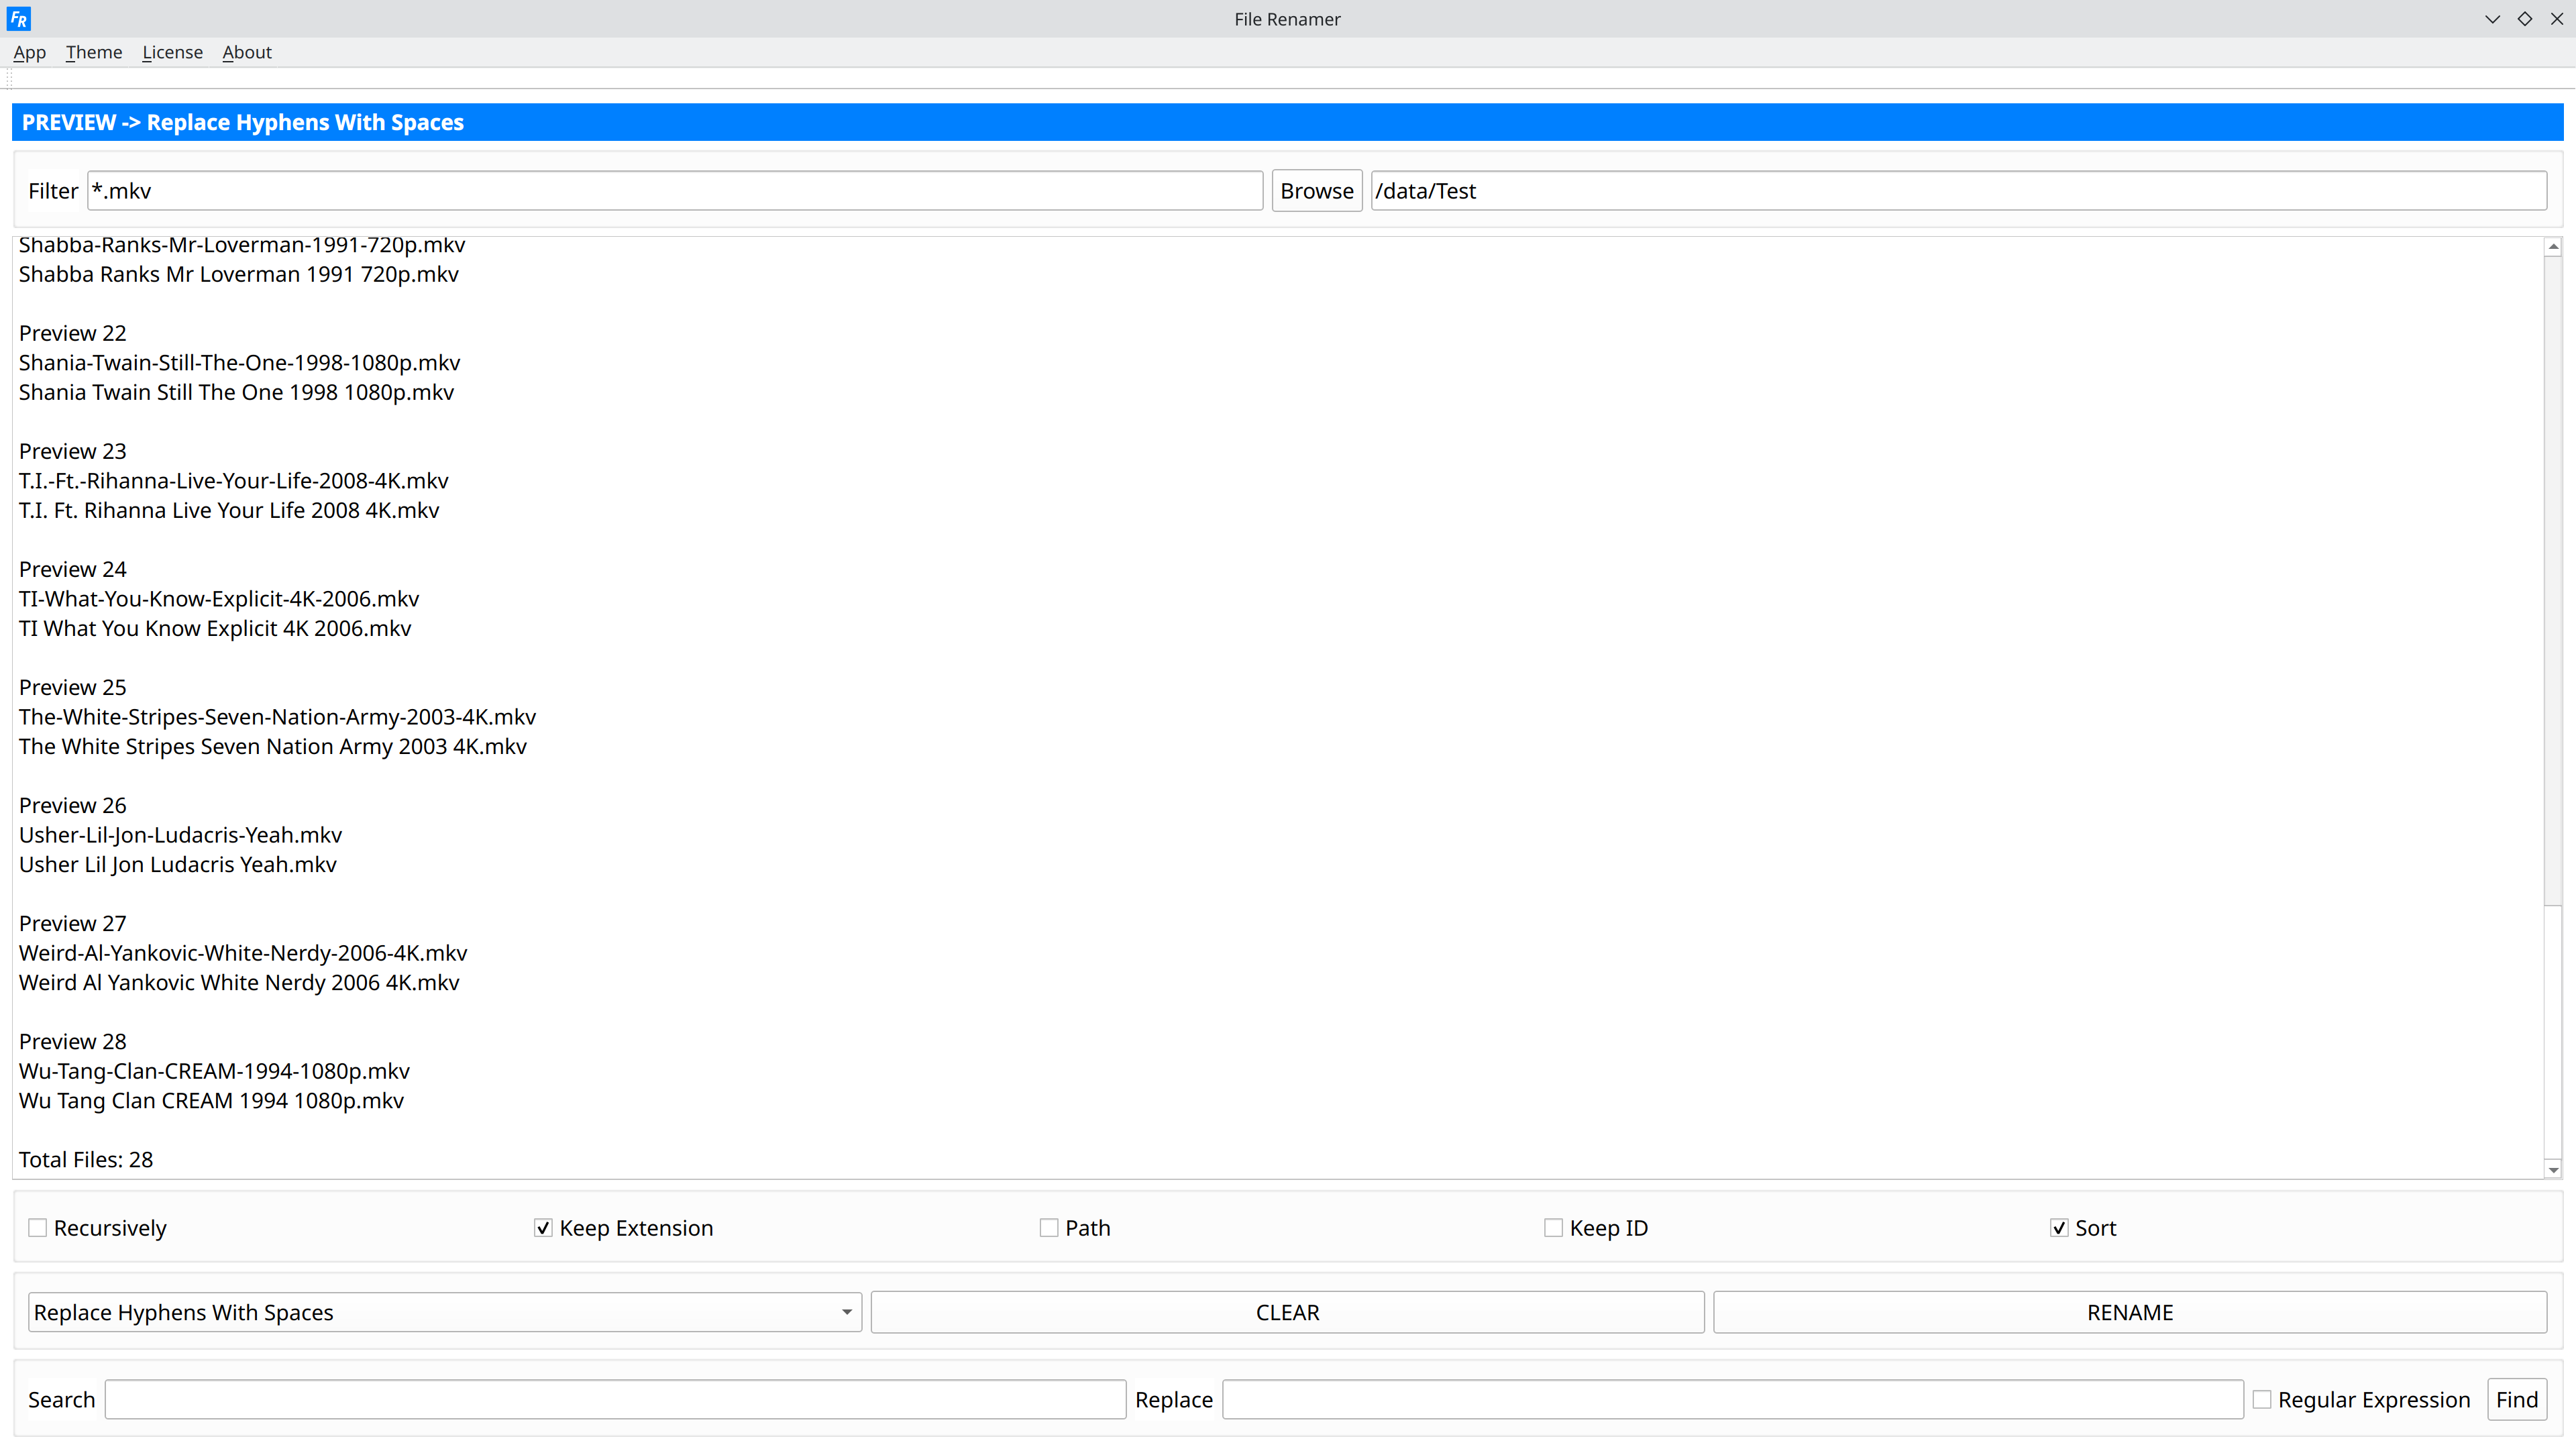 FR File Renamer
App Theme License About
PREVIEW -> Replace Hyphens With Spaces
Filter *.mkv Browse /data/Test
Shabba-Ranks-Mr-Loverman-1991-720p.mkv
Shabba Ranks Mr Loverman 1991 720p.mkv
Preview 22
Shania-Twain-Still-The-One-1998-1080p.mkv
Shania Twain Still The One 1998 1080p.mkv
Preview 23
T.I.-Ft.-Rihanna-Live-Your-Life-2008-4K.mkv
T.I. Ft. Rihanna Live Your Life 2008 4K.mkv
Preview 24
TI-What-You-Know-Explicit-4K-2006.mkv
TI What You Know Explicit 4K 2006.mkv
Preview 25
The-White-Stripes-Seven-Nation-Army-2003-4K.mkv
The White Stripes Seven Nation Army 2003 4K.mkv
Preview 26
Usher-Lil-Jon-Ludacris-Yeah.mkv
Usher Lil Jon Ludacris Yeah.mkv
Preview 27
Weird-Al-Yankovic-White-Nerdy-2006-4K.mkv
Weird Al Yankovic White Nerdy 2006 4K.mkv
Preview 28
Wu-Tang-Clan-CREAM-1994-1080p.mkv
Wu Tang Clan CREAM 1994 1080p.mkv
Total Files: 28
Recursively Keep Extension Path Keep ID Sort
Replace Hyphens With Spaces CLEAR RENAME
Search Replace Regular Expression Find